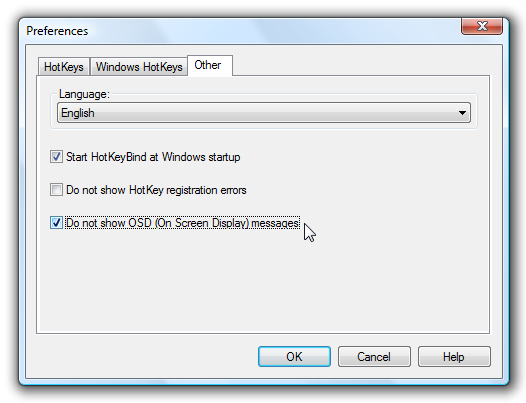 Preferences
HotKeys Windows HotKeys Other
Language:
English
Start HotKeyBind at Windows startup
Do not show HotKey registration errors
Do not show OSD (On Screen Display) messages
OK Cancel Help